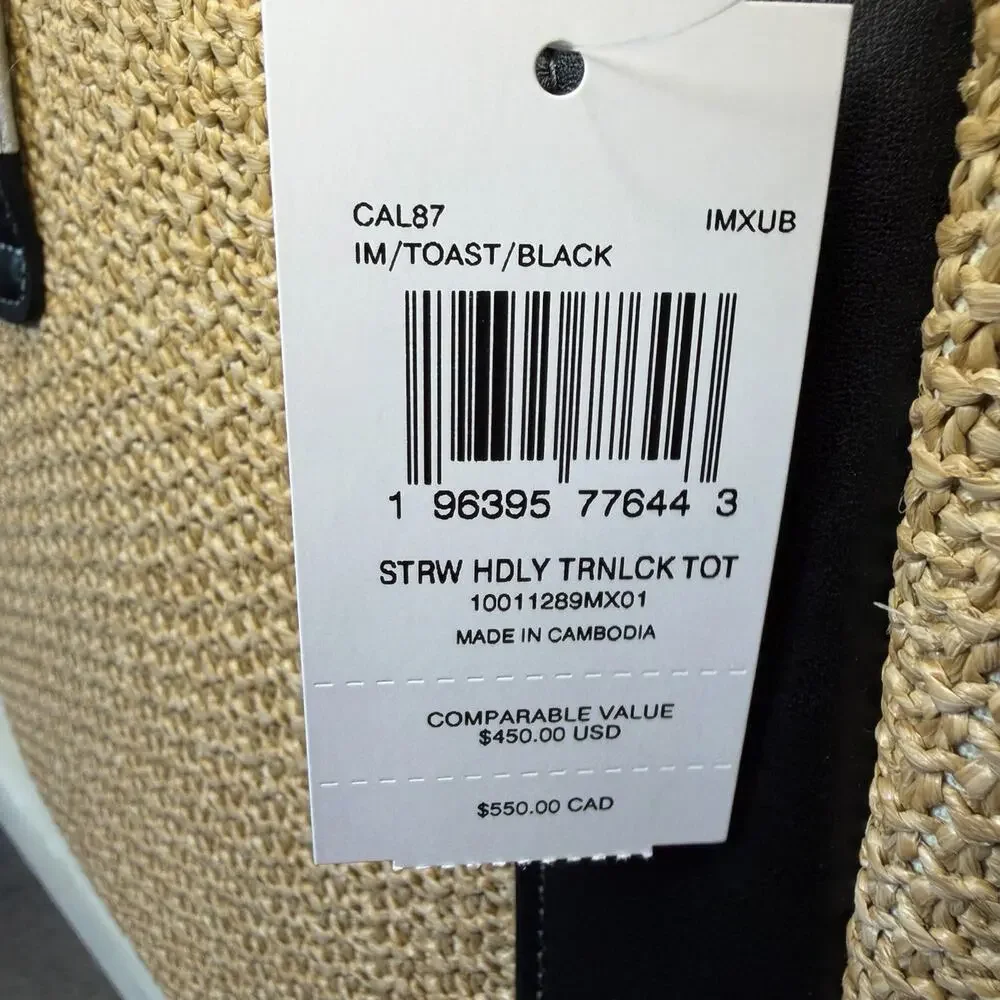 CAL87 IMXUB
IM/TOAST/BLACK
1 96395 77644 3
STRW HDLY TRNLCK TOT
10011289MX01
MADE IN CAMBODIA
COMPARABLE VALUE
$450.00 USD
$550.00 CAD